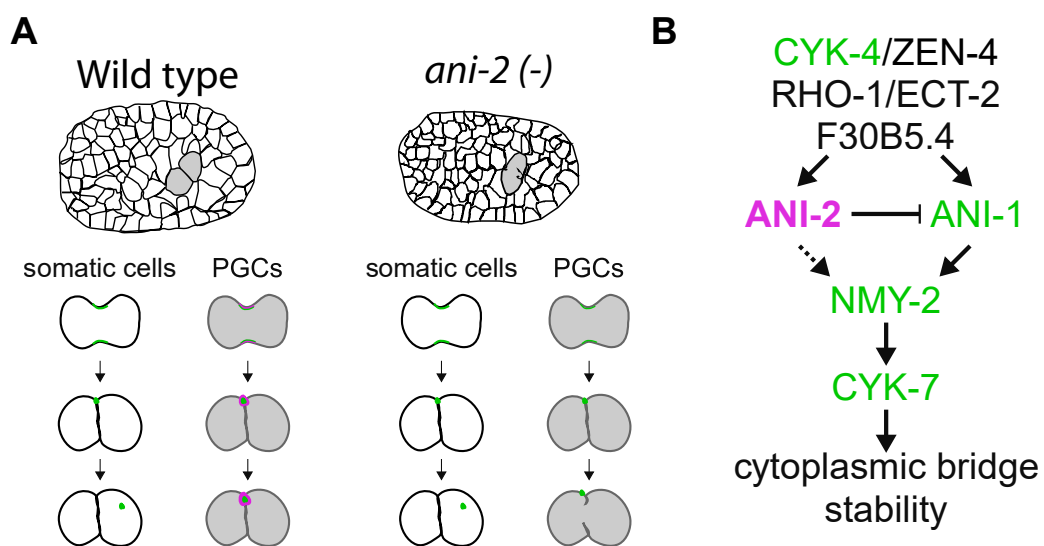 A
Wild type
ani-2 (-)
somatic cells
PGCs
somatic cells
PGCs
B
CYK-4/ZEN-4
RHO-1/ECT-2
F30B5.4
ANI-2
ANI-1
NMY-2
CYK-7
cytoplasmic bridge
stability